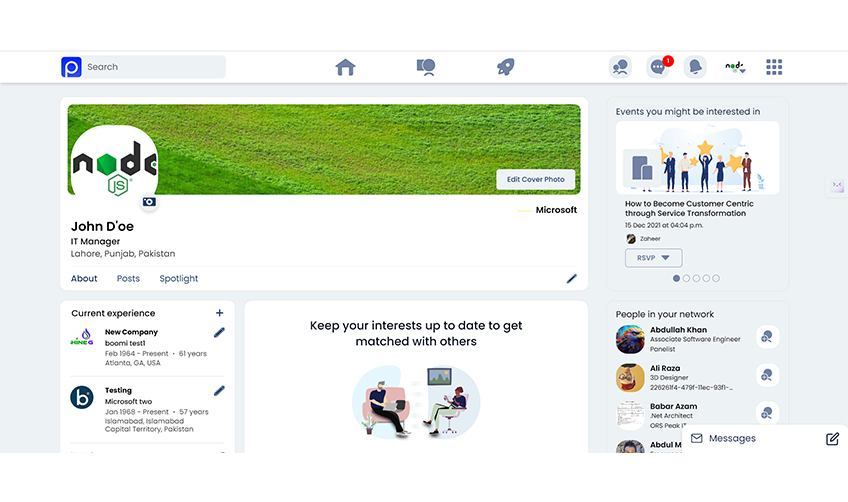 Search
1
node
node
JS
Edit Cover Photo
Microsoft
John D'oe
IT Manager
Lahore, Punjab, Pakistan
About
Posts
Spotlight
Current experience
New Company
boomi test1
Feb 1964 - Present • 61 years
Atlanta, GA, USA
Testing
Microsoft two
Jan 1968 - Present • 57 years
Islamabad, Islamabad
Capital Territory, Pakistan
Keep your interests up to date to get
matched with others
Events you might be interested in
How to Become Customer Centric
through Service Transformation
15 Dec 2021 at 04:04 p.m.
Zaheer
RSVP
People in your network
Abdullah Khan
Associate Software Engineer
Panelist
Ali Raza
3D Designer
226261f4-479f-11ec-93f1-...
Babar Azam
.Net Architect
ORS Peak IT
Abdul M
Messages